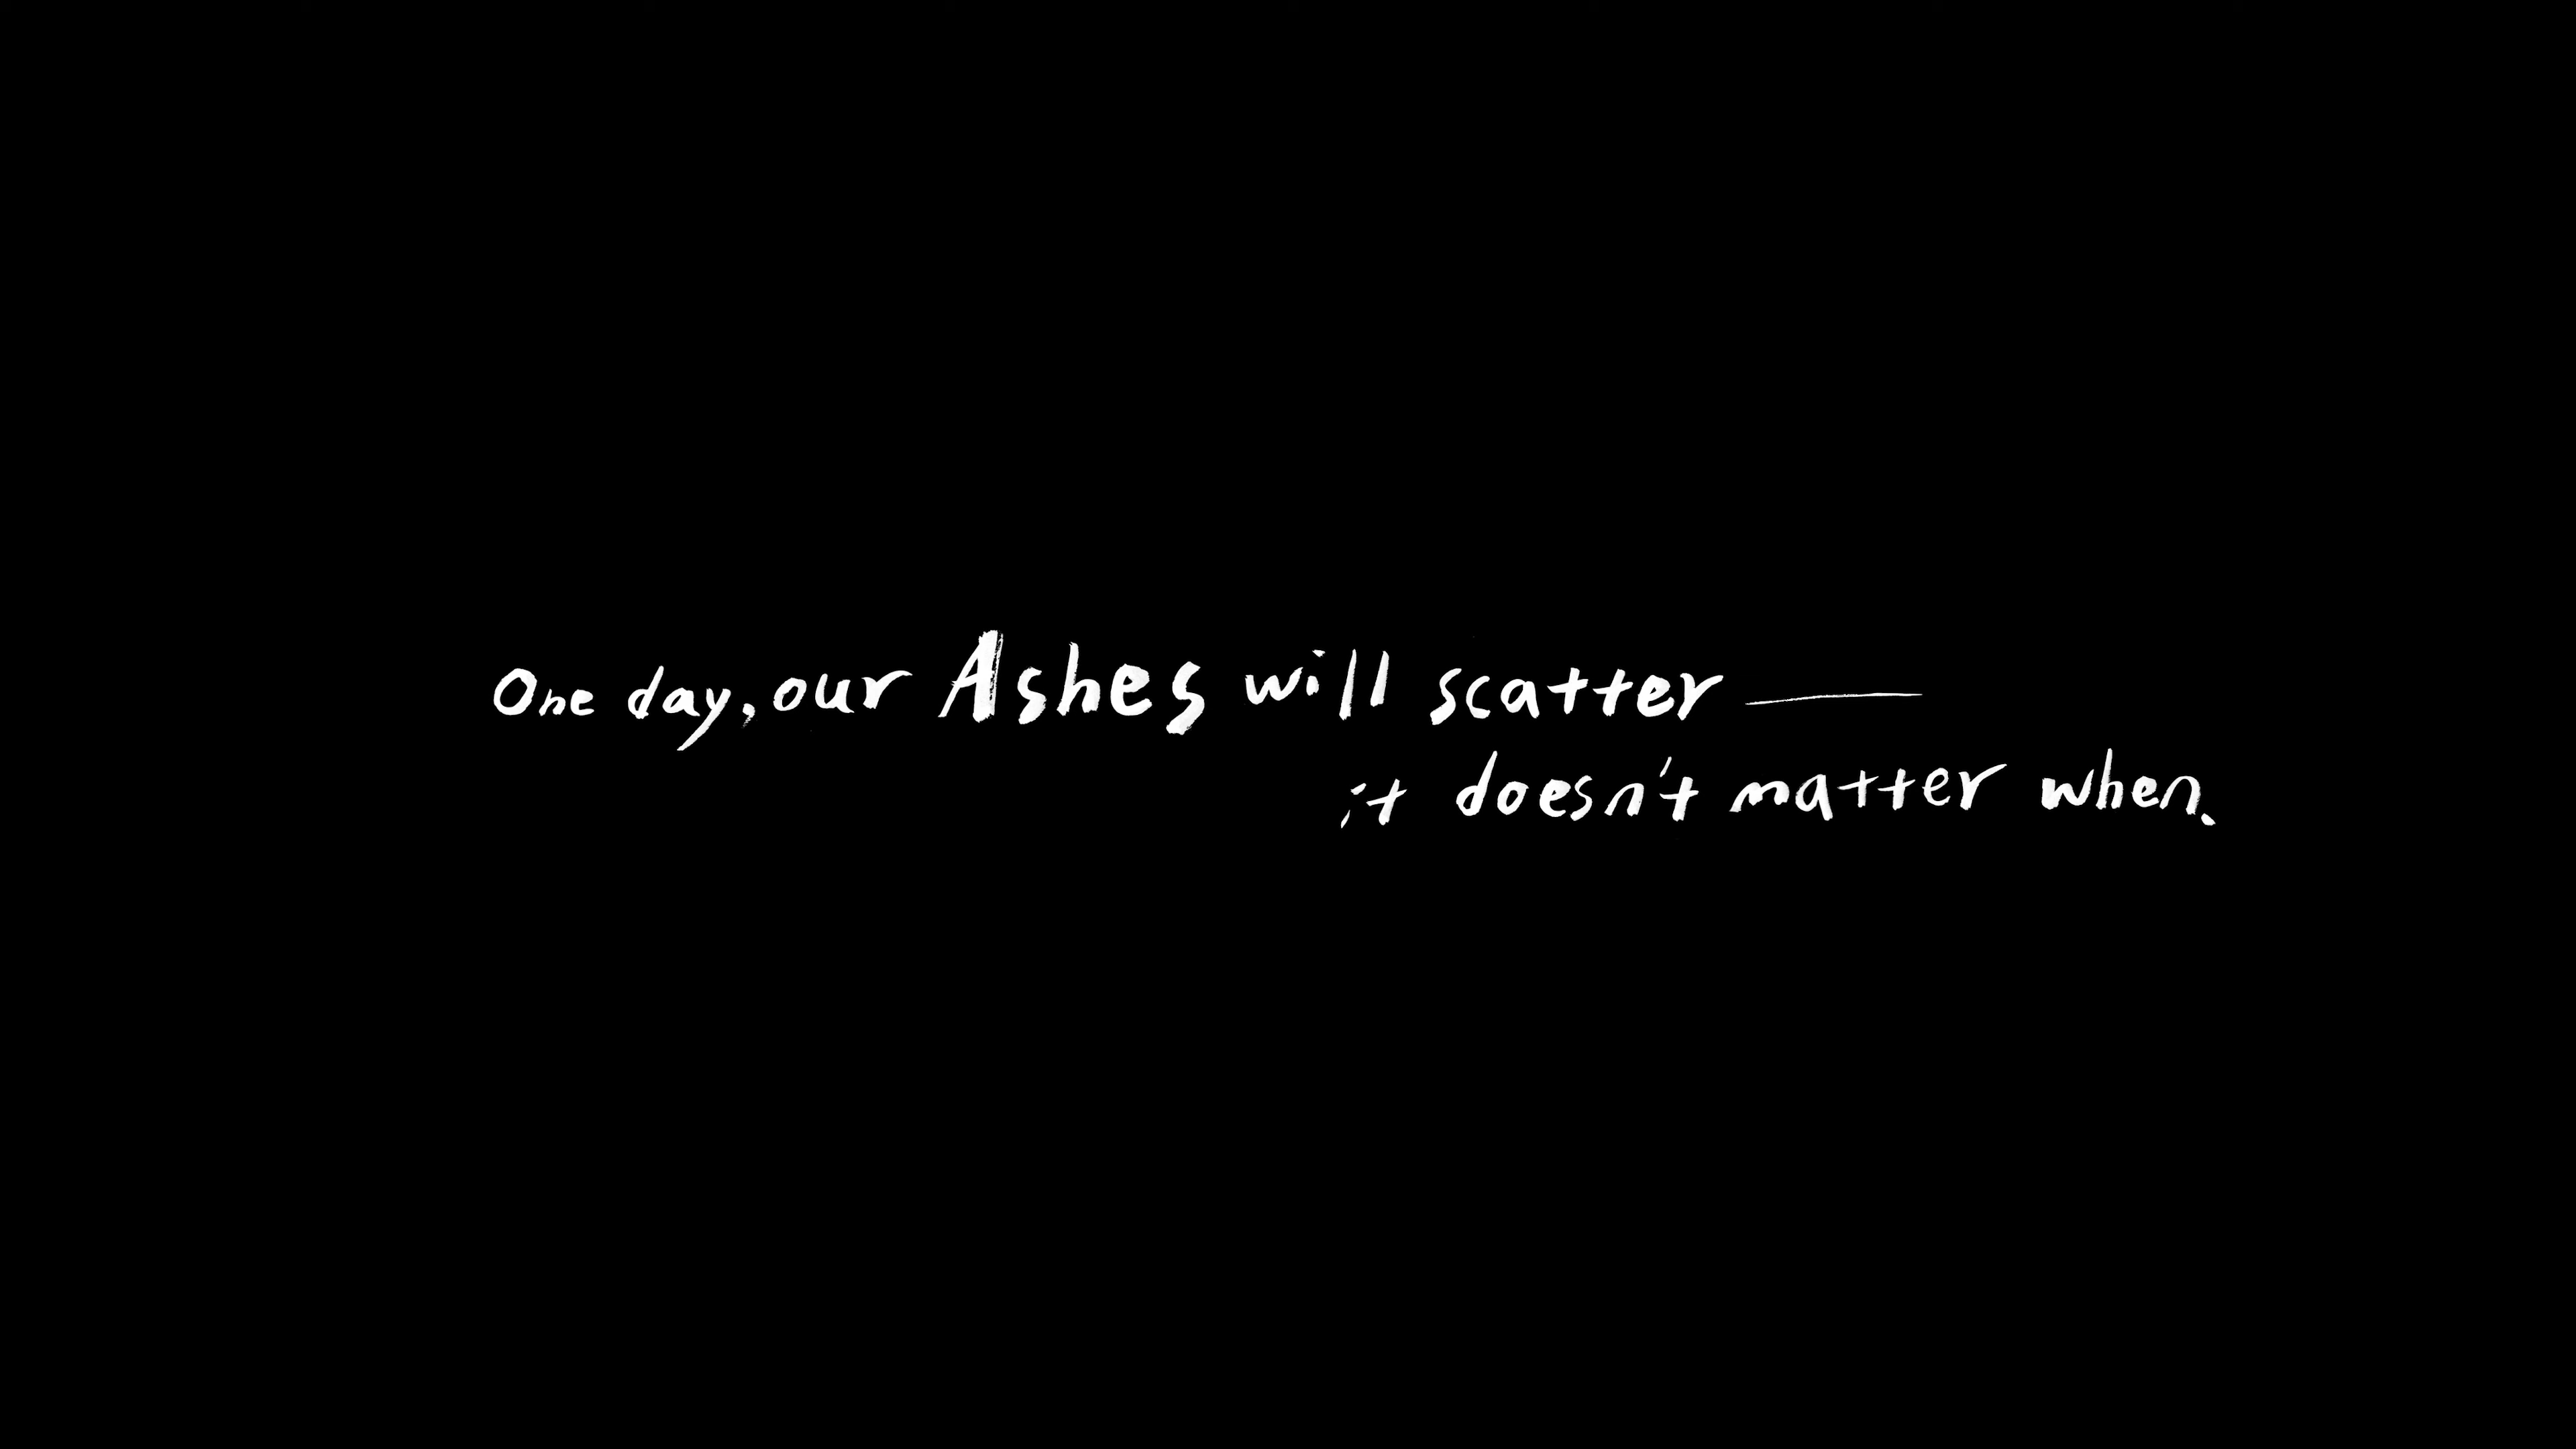 One day, our Ashes will scatter —
it doesn't matter when.